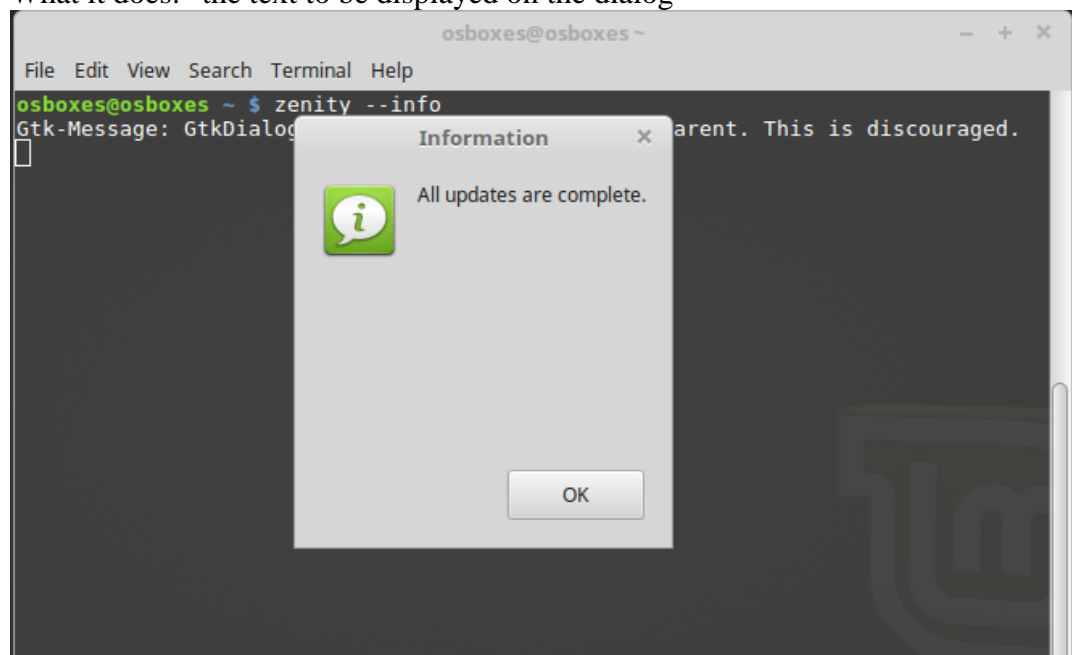 What it does: the text to be displayed on the dialog
osboxes@osboxes ~
File Edit View Search Terminal Help
osboxes@osboxes ~ $ zenity --info
Gtk-Message: GtkDialog arent. This is discouraged.
Information
All updates are complete.
OK